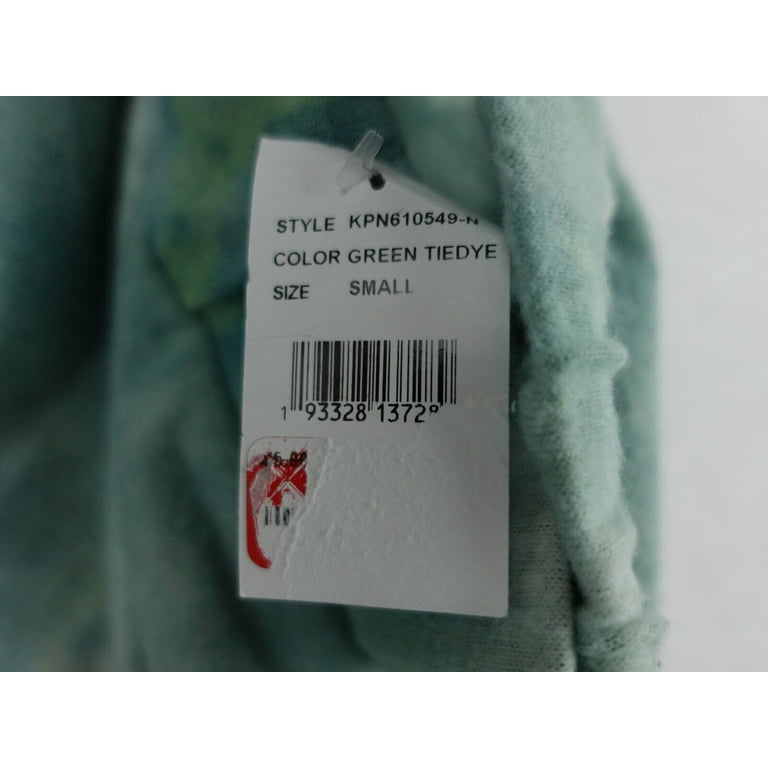 STYLE KPN610549-N
COLOR GREEN TIEDYE
SIZE SMALL
1 93328 13728